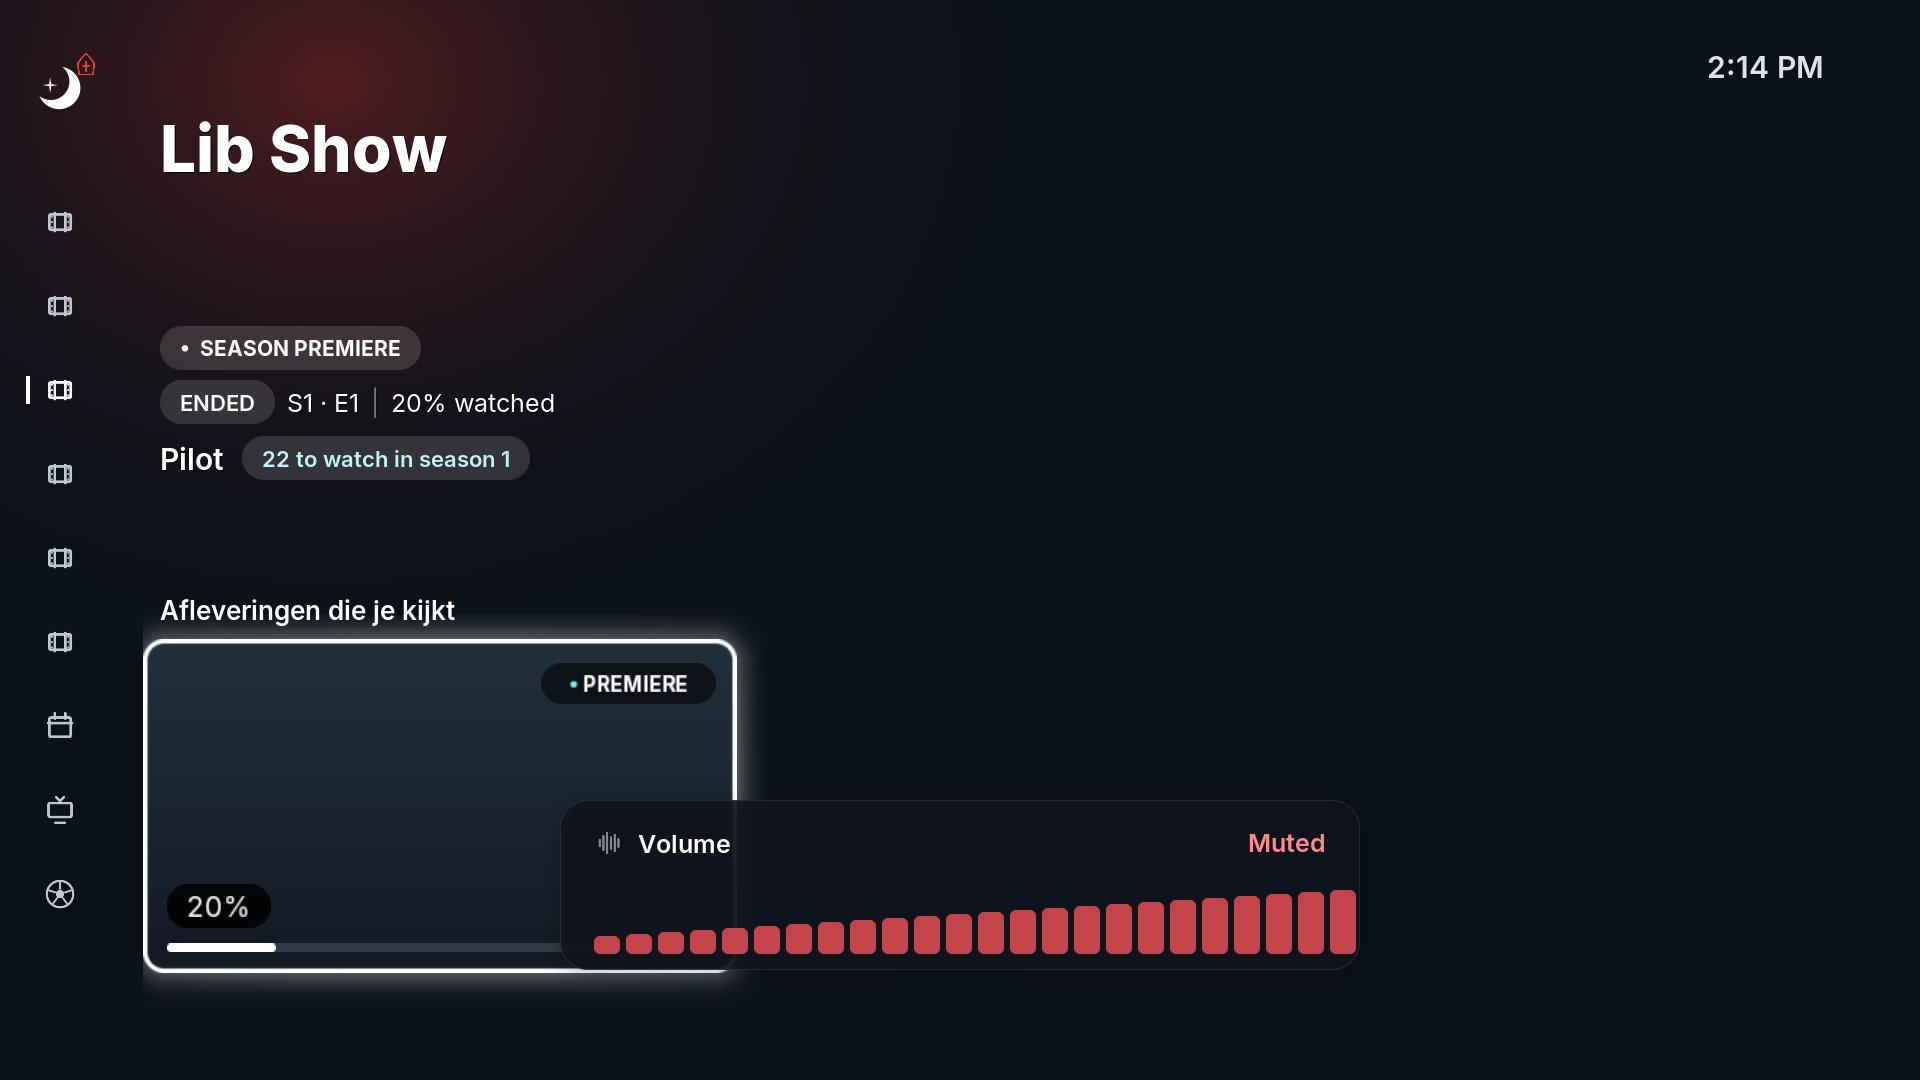 2:14 PM
Lib Show
• SEASON PREMIERE
ENDED S1 · E1 | 20% watched
Pilot 22 to watch in season 1
Afleveringen die je kijkt
• PREMIERE
20%
Volume Muted